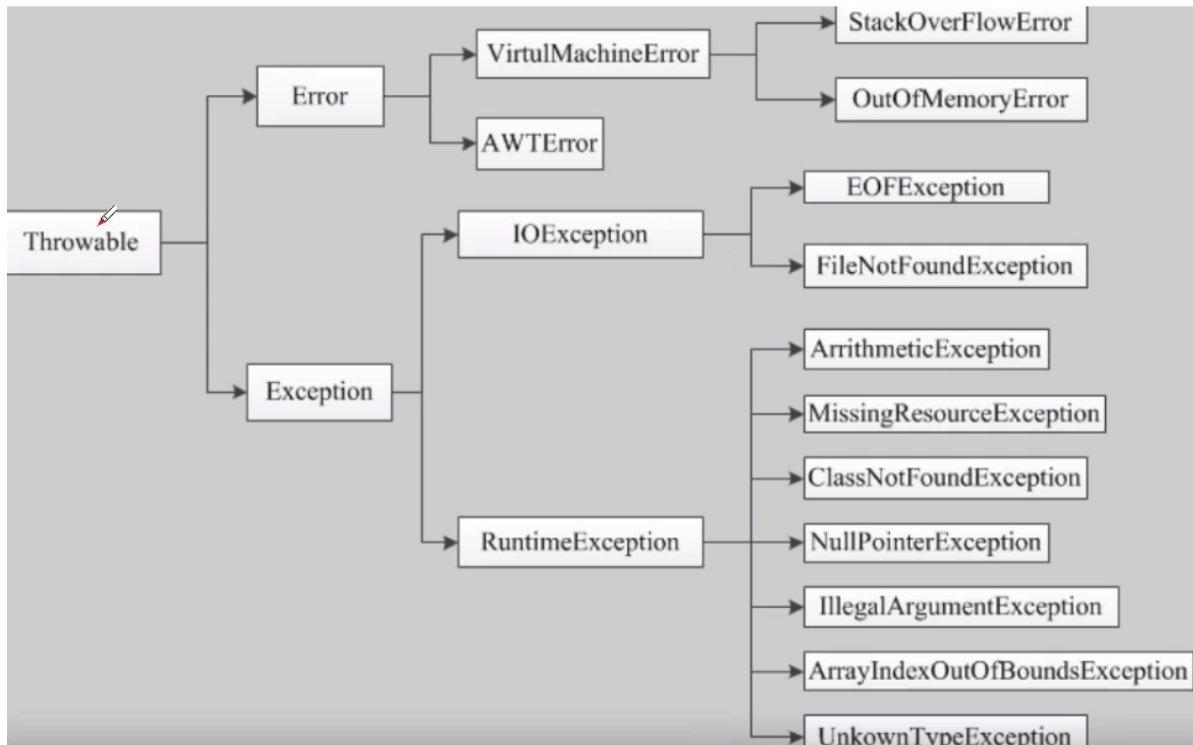 StackOverFlowError
VirtulMachineError
Error
OutOfMemoryError
AWTError
EOFException
Throwable
IOException
FileNotFoundException
ArrithmeticException
Exception
MissingResourceException
ClassNotFoundException
RuntimeException
NullPointerException
IllegalArgumentException
ArrayIndexOutOfBoundsException
UnkownTypeException